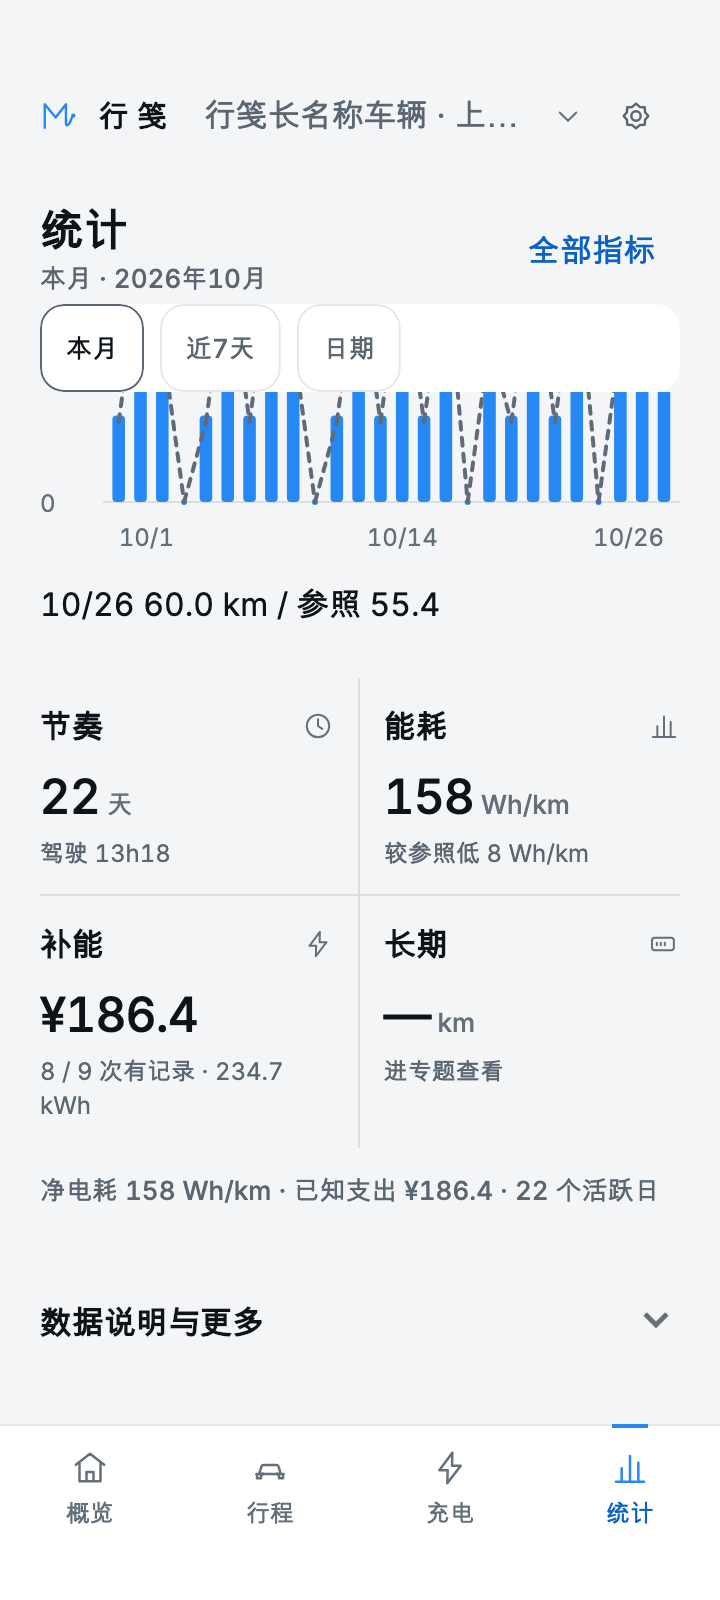 行笺 行笺长名称车辆 · 上...
统计
全部指标
本月 · 2026年10月
本月 近7天 日期
0
10/1 10/14 10/26
10/26 60.0 km / 参照 55.4
节奏 能耗
22 天 158 Wh/km
驾驶 13h18 较参照低 8 Wh/km
补能 长期
¥186.4 — km
8 / 9 次有记录 · 234.7 进专题查看
kWh
净电耗 158 Wh/km · 已知支出 ¥186.4 · 22 个活跃日
数据说明与更多
概览 行程 充电 统计